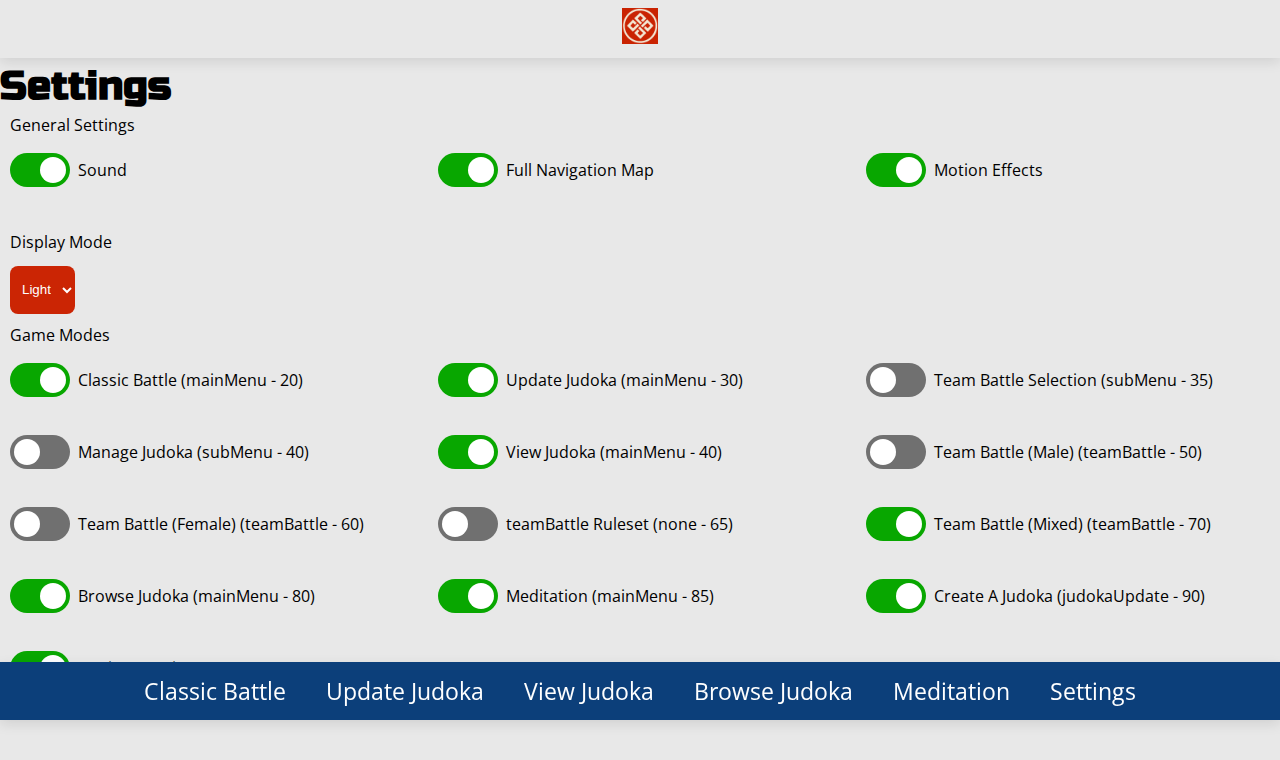 Settings
General Settings
Sound
Full Navigation Map
Motion Effects
Display Mode
Light
Game Modes
Classic Battle (mainMenu - 20)
Update Judoka (mainMenu - 30)
Team Battle Selection (subMenu - 35)
Manage Judoka (subMenu - 40)
View Judoka (mainMenu - 40)
Team Battle (Male) (teamBattle - 50)
Team Battle (Female) (teamBattle - 60)
teamBattle Ruleset (none - 65)
Team Battle (Mixed) (teamBattle - 70)
Browse Judoka (mainMenu - 80)
Meditation (mainMenu - 85)
Create A Judoka (judokaUpdate - 90)
Classic Battle
Update Judoka
View Judoka
Browse Judoka
Meditation
Settings